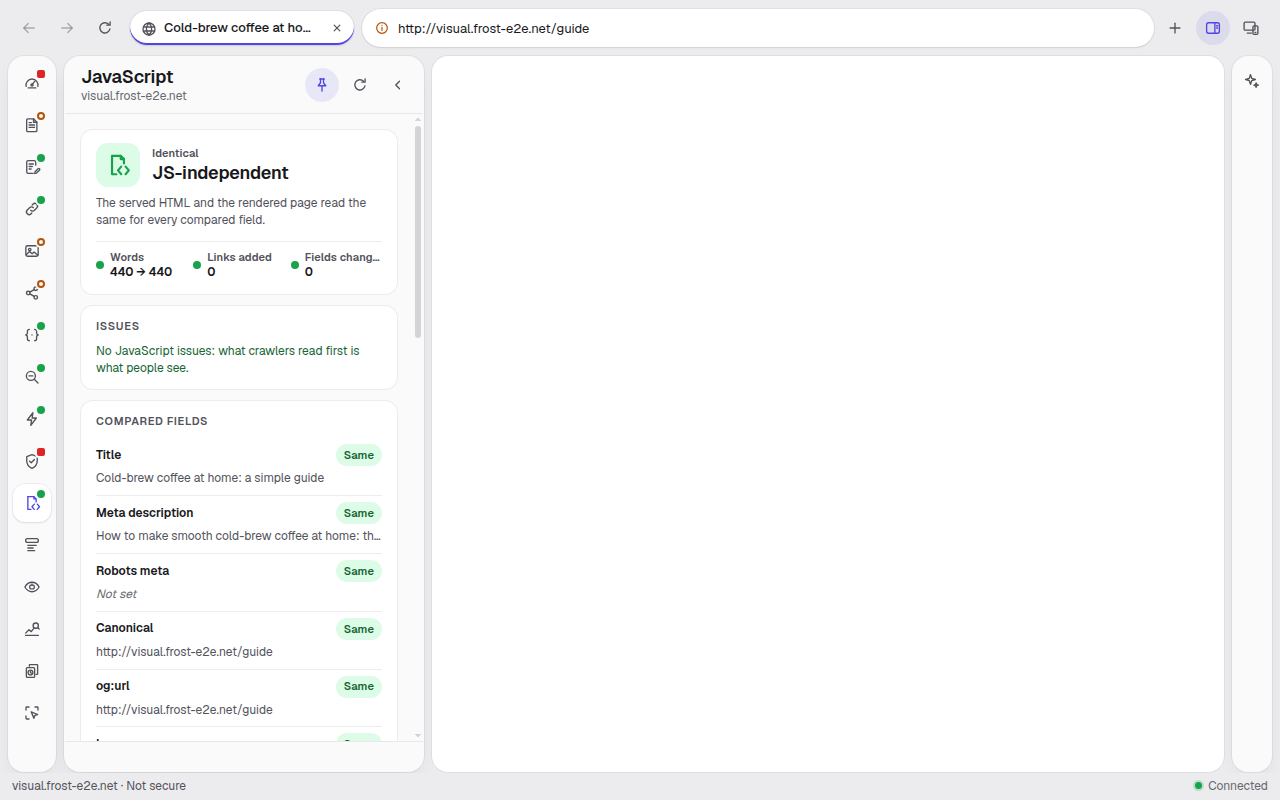 Cold-brew coffee at ho...
http://visual.frost-e2e.net/guide
JavaScript
visual.frost-e2e.net
Identical
JS-independent
The served HTML and the rendered page read the
same for every compared field.
Words
440 → 440
Links added
0
Fields chang...
0
ISSUES
No JavaScript issues: what crawlers read first is
what people see.
COMPARED FIELDS
Title
Same
Cold-brew coffee at home: a simple guide
Meta description
Same
How to make smooth cold-brew coffee at home: th...
Robots meta
Same
Not set
Canonical
Same
http://visual.frost-e2e.net/guide
og:url
Same
http://visual.frost-e2e.net/guide
visual.frost-e2e.net · Not secure
Connected